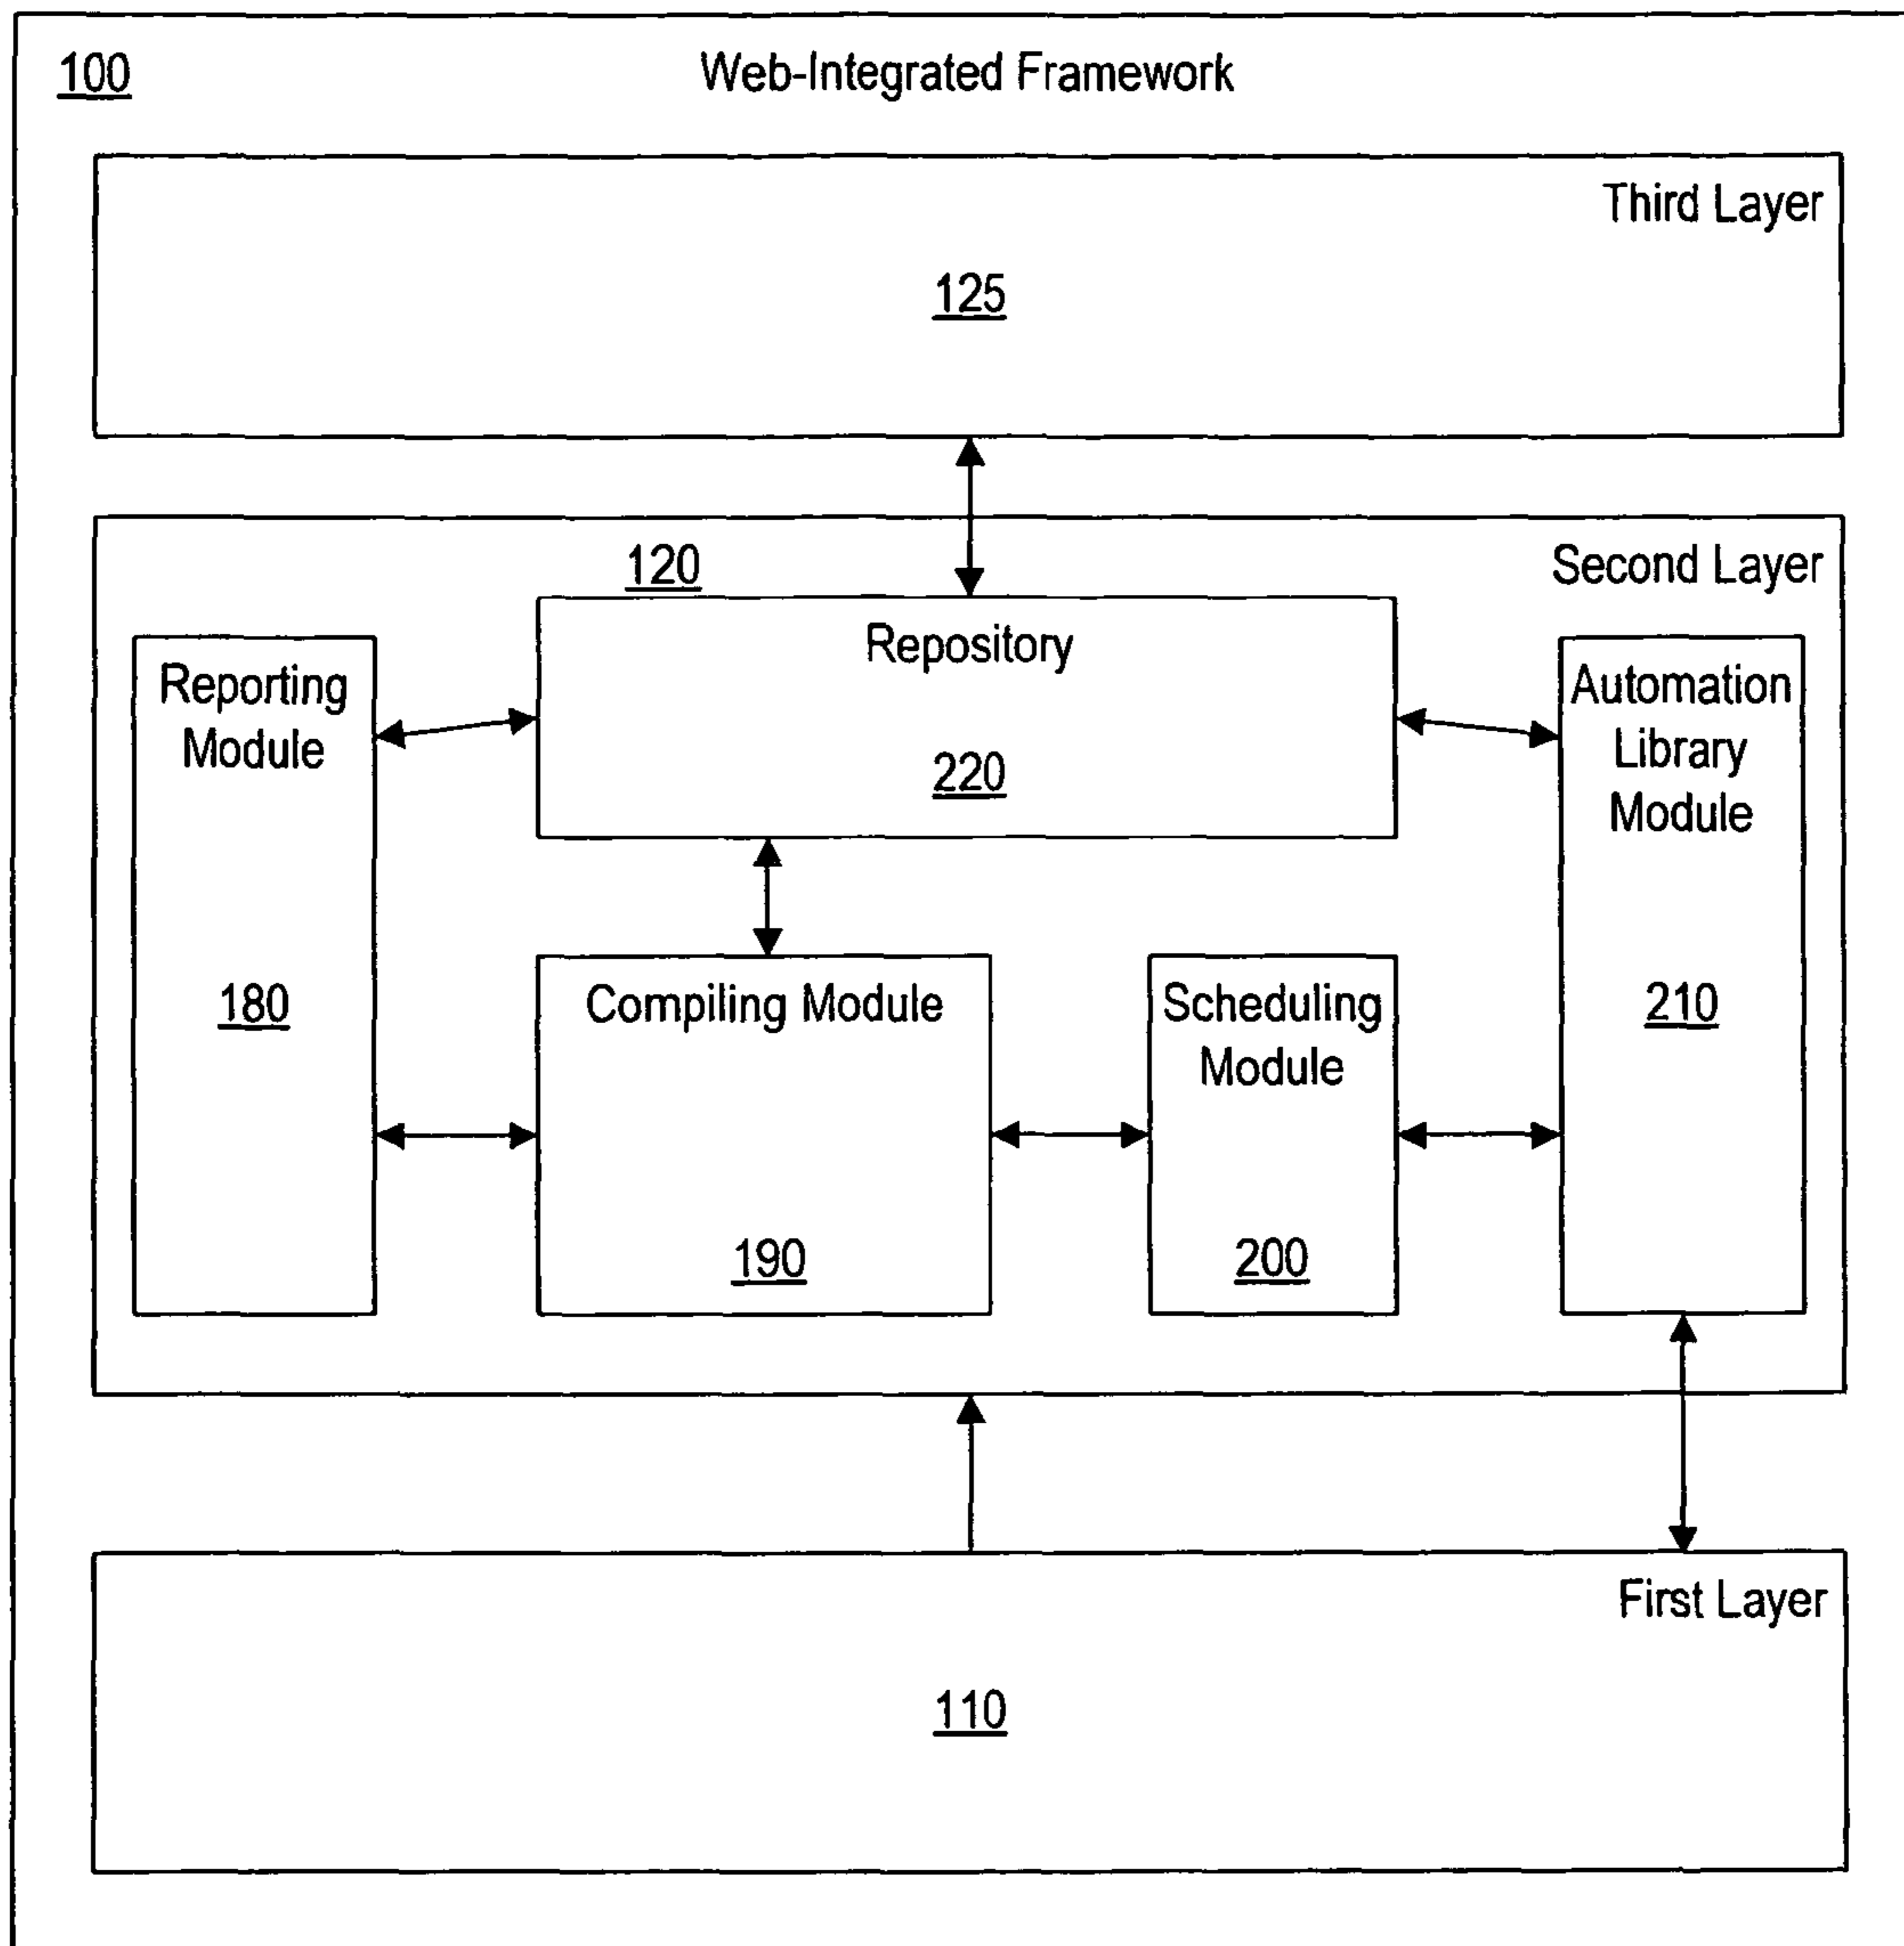 100
Web-Integrated Framework
Third Layer
125
120
Second Layer
Repository
220
Reporting
Module
180
Automation
Library
Module
210
Compiling Module
190
Scheduling
Module
200
First Layer
110